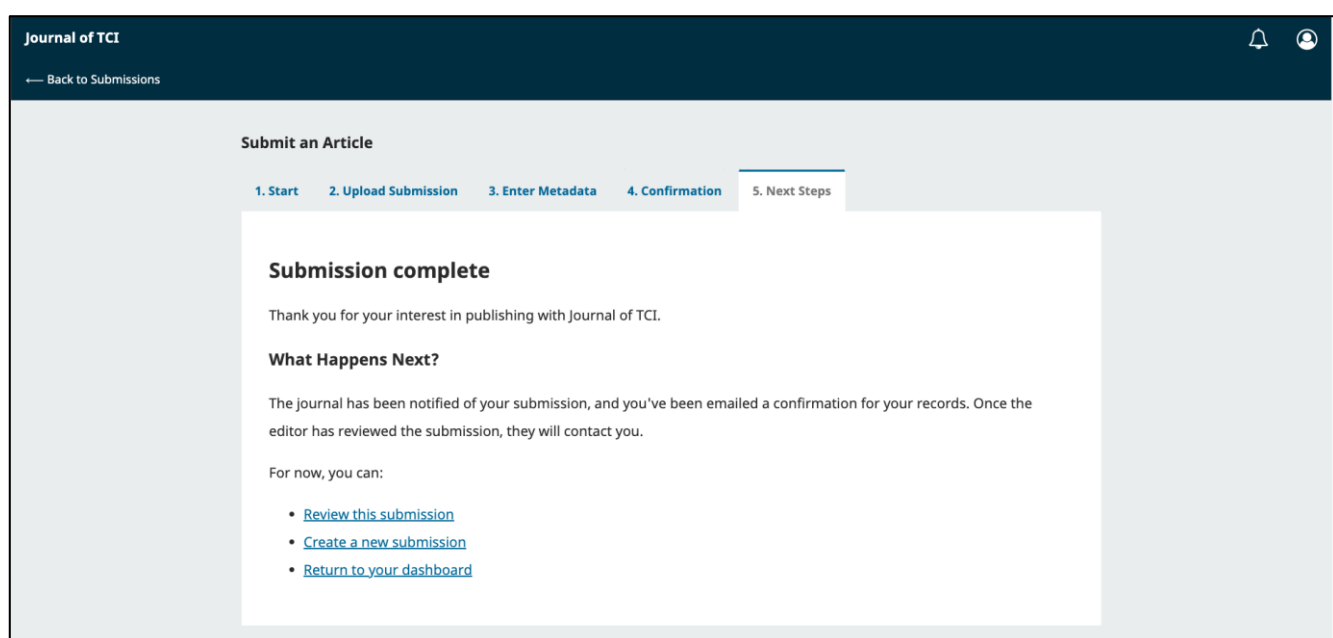 Journal of TCI
← Back to Submissions
Submit an Article
1. Start 2. Upload Submission 3. Enter Metadata 4. Confirmation 5. Next Steps
Submission complete
Thank you for your interest in publishing with Journal of TCI.
What Happens Next?
The journal has been notified of your submission, and you've been emailed a confirmation for your records. Once the
editor has reviewed the submission, they will contact you.
For now, you can:
• Review this submission
• Create a new submission
• Return to your dashboard